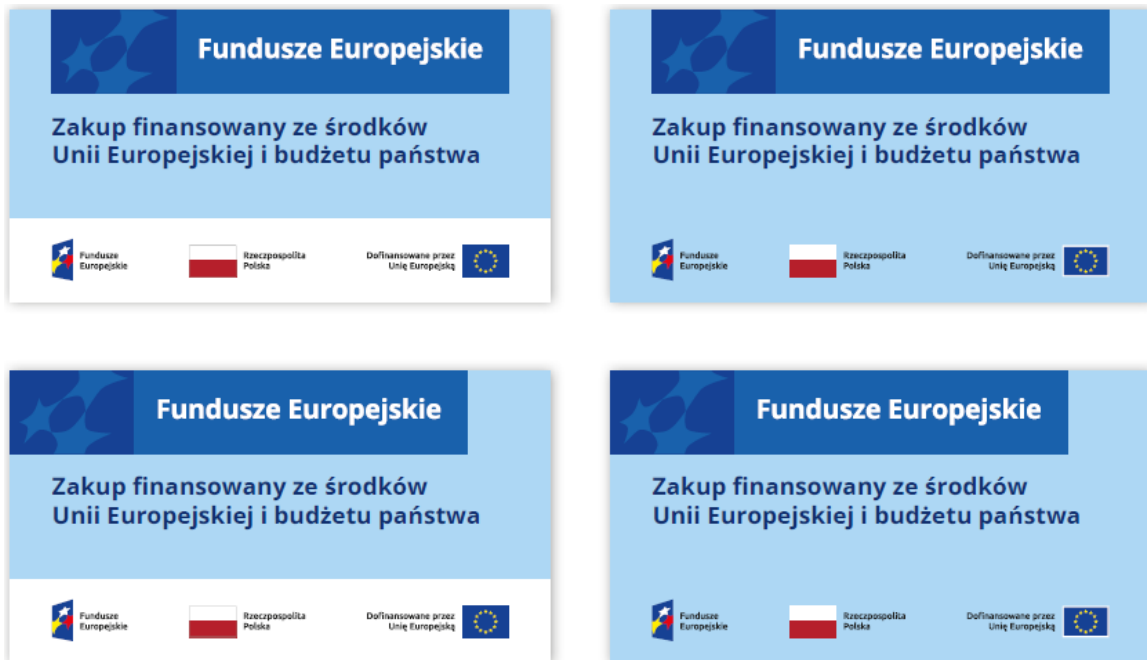 Fundusze Europejskie
Zakup finansowany ze środków
Unii Europejskiej i budżetu państwa
Fundusze
Europejskie
Rzeczpospolita
Polska
Dofinansowane przez
Unię Europejską
Fundusze Europejskie
Zakup finansowany ze środków
Unii Europejskiej i budżetu państwa
Fundusze
Europejskie
Rzeczpospolita
Polska
Dofinansowane przez
Unię Europejską
Fundusze Europejskie
Zakup finansowany ze środków
Unii Europejskiej i budżetu państwa
Fundusze
Europejskie
Rzeczpospolita
Polska
Dofinansowane przez
Unię Europejską
Fundusze Europejskie
Zakup finansowany ze środków
Unii Europejskiej i budżetu państwa
Fundusze
Europejskie
Rzeczpospolita
Polska
Dofinansowane przez
Unię Europejską